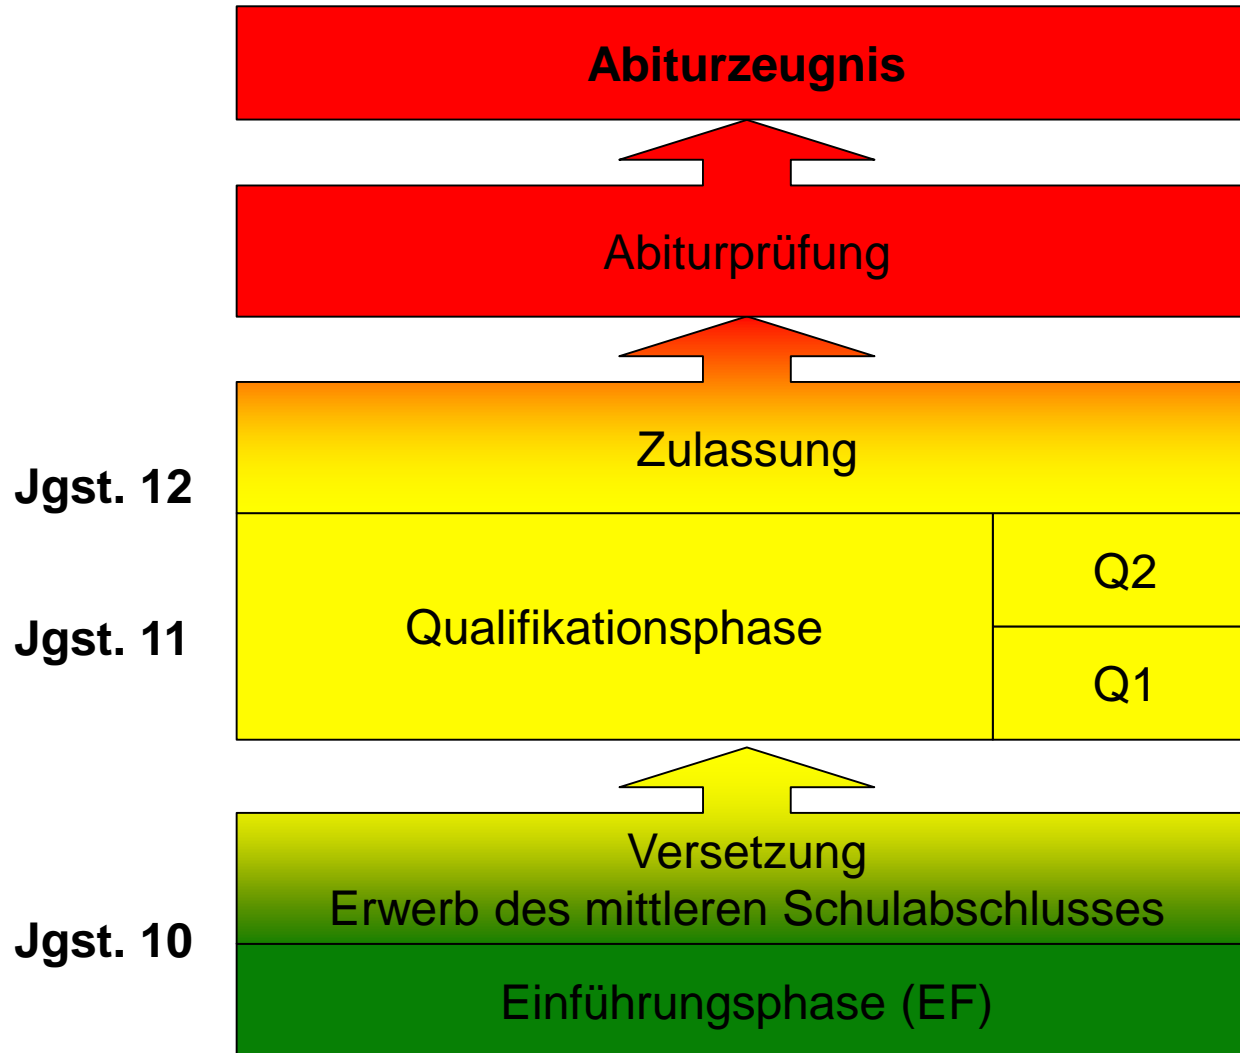 Abiturzeugnis
Abiturprüfung
Zulassung
Jgst. 12
Q2
Qualifikationsphase
Jgst. 11
Q1
Versetzung
Erwerb des mittleren Schulabschlusses
Jgst. 10
Einführungsphase (EF)